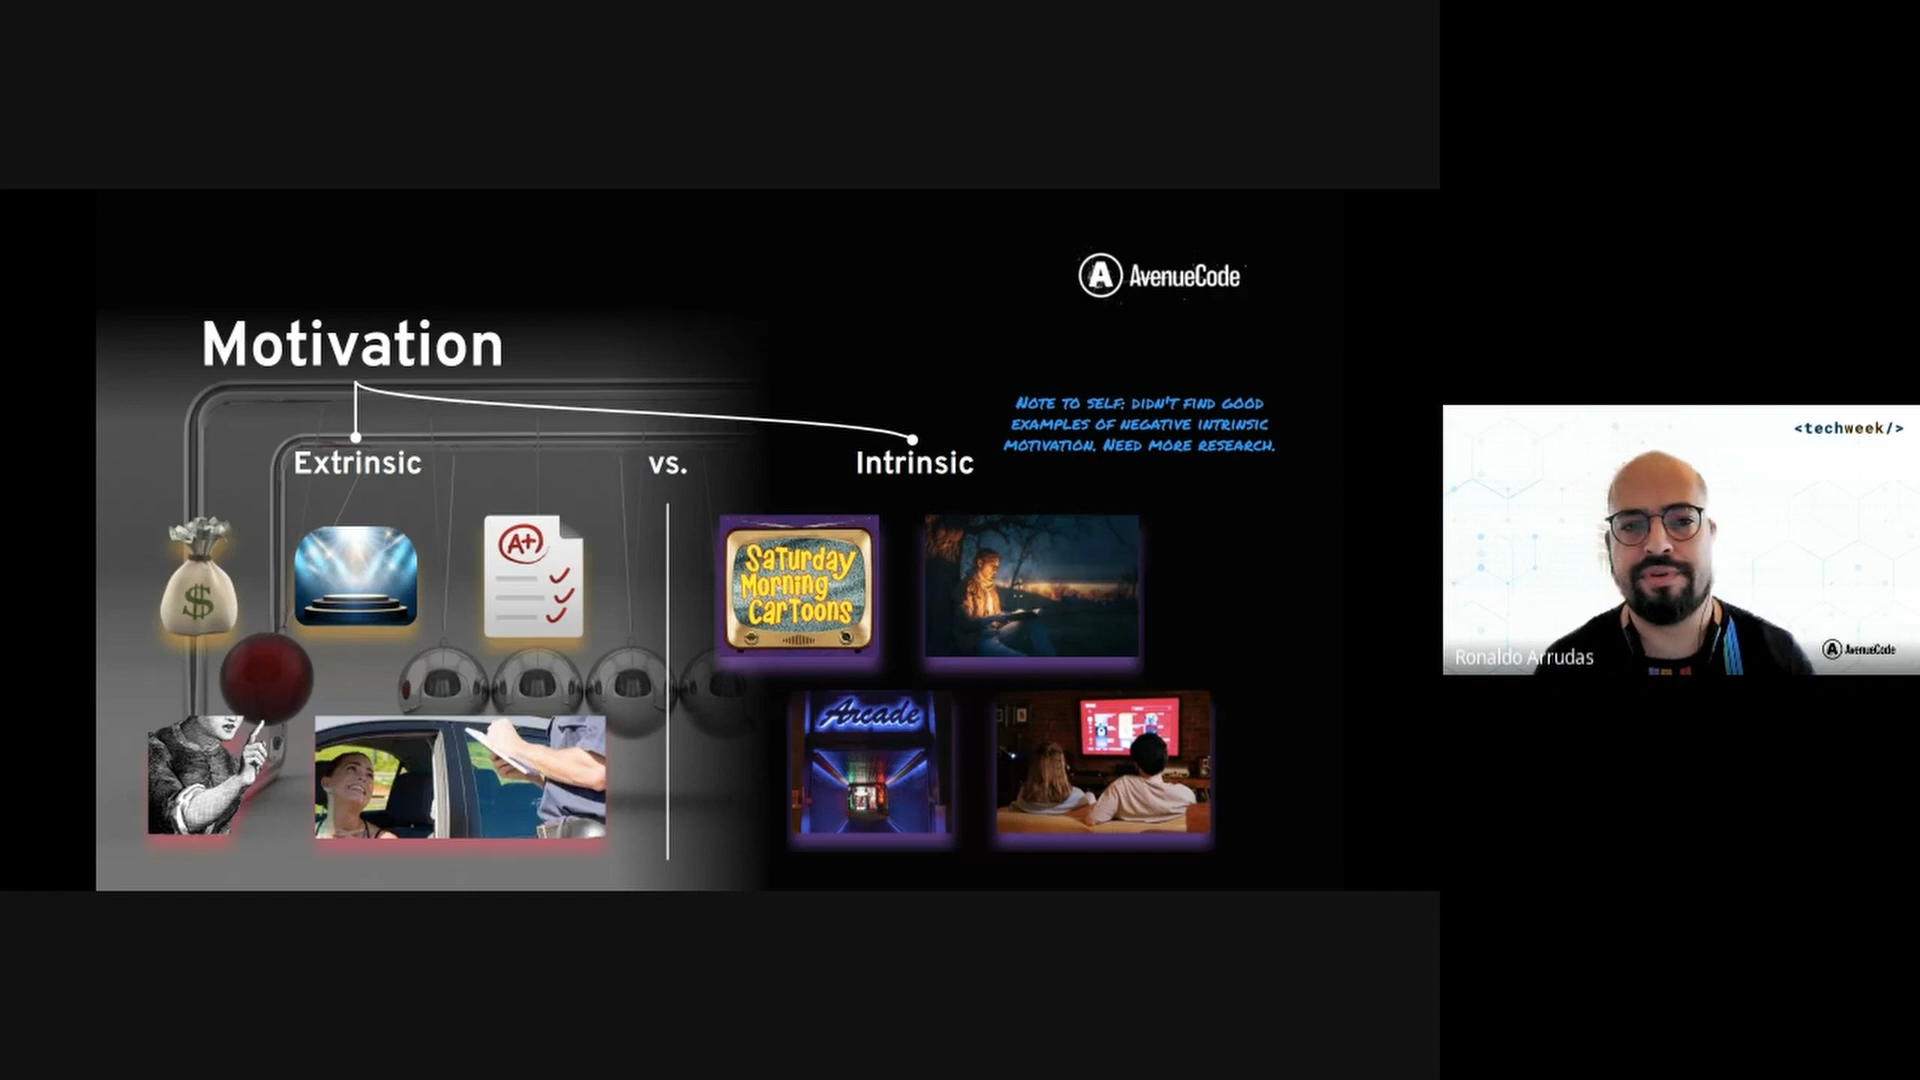 AvenueCode
Motivation
NOTE TO SELF: DIDN'T FIND GOOD
EXAMPLES OF NEGATIVE INTRINSIC
MOTIVATION. NEED MORE RESEARCH.
Extrinsic
vs.
Intrinsic
$
A+
Saturday
Morning
Cartoons
Arcade
<techweek/>
Ronaldo Arrudas
AvenueCode